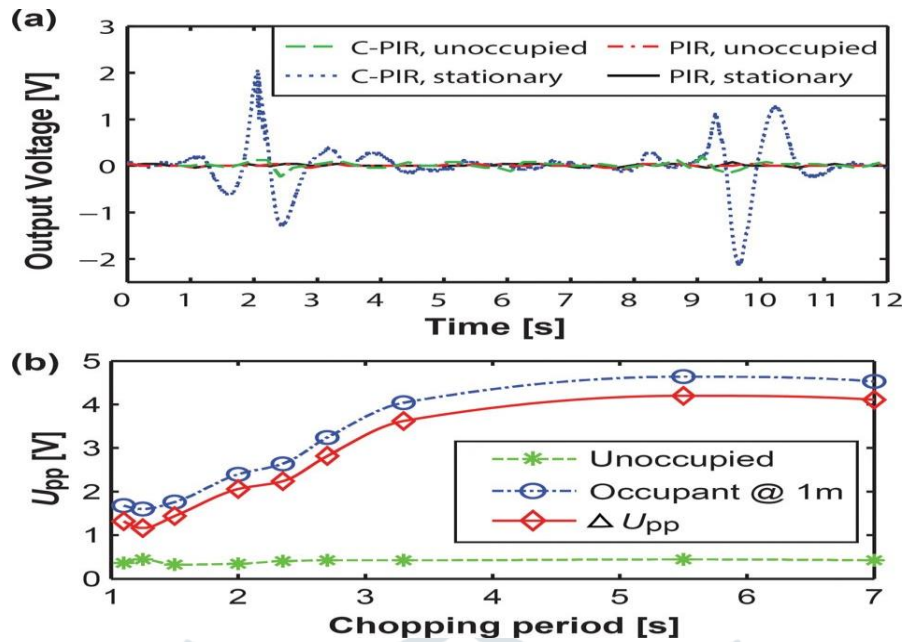 (a)
3
2
1
0
−1
−2
Output Voltage [V]
C-PIR, unoccupied
PIR, unoccupied
C-PIR, stationary
PIR, stationary
0 1 2 3 4 5 6 7 8 9 10 11 12
Time [s]
(b)
5
4
3
2
1
0
Upp [V]
Unoccupied
Occupant @ 1m
△ Upp
1 2 3 4 5 6 7
Chopping period [s]